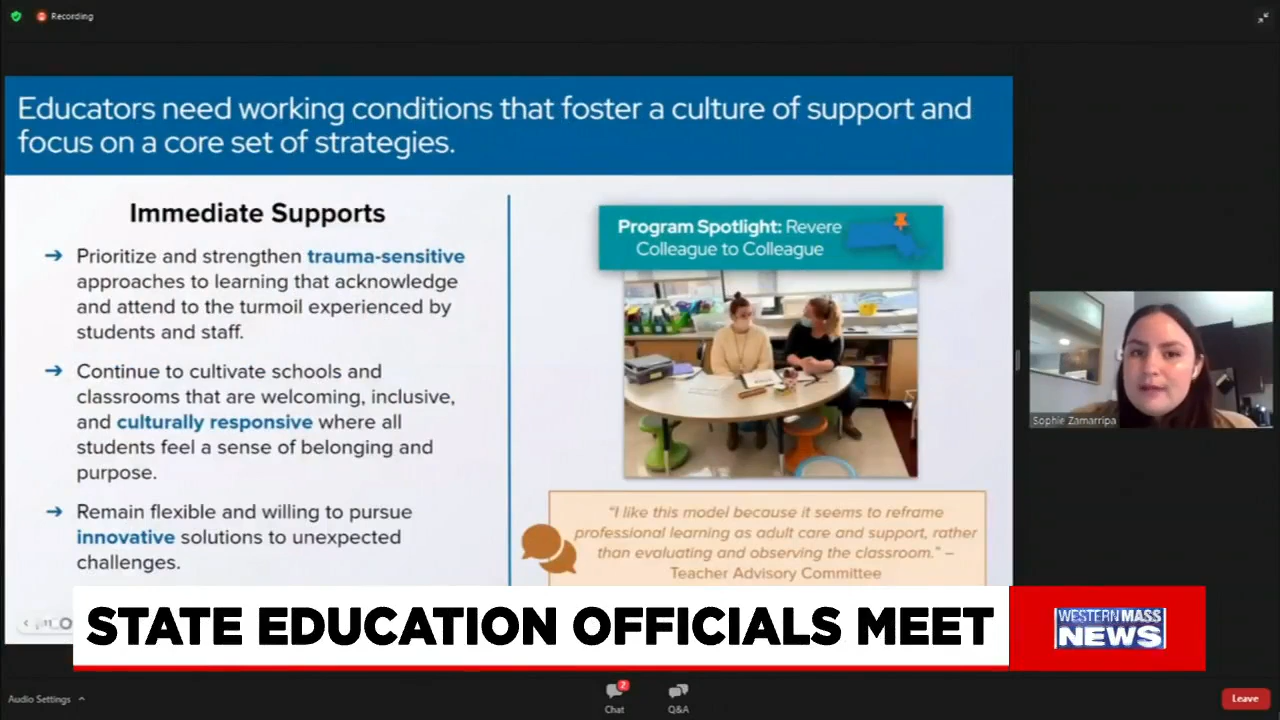 Recording
Educators need working conditions that foster a culture of support and
focus on a core set of strategies.
Immediate Supports
→ Prioritize and strengthen trauma-sensitive
approaches to learning that acknowledge
and attend to the turmoil experienced by
students and staff.
→ Continue to cultivate schools and
classrooms that are welcoming, inclusive,
and culturally responsive where all
students feel a sense of belonging and
purpose.
→ Remain flexible and willing to pursue
innovative solutions to unexpected
challenges.
Program Spotlight: Revere
Colleague to Colleague
"I like this model because it seems to reframe
professional learning as adult care and support, rather
than evaluating and observing the classroom." –
Teacher Advisory Committee
Sophie Zamarripa
STATE EDUCATION OFFICIALS MEET
WESTERN MASS
NEWS
Audio Settings
2
Chat
Q&A
Leave